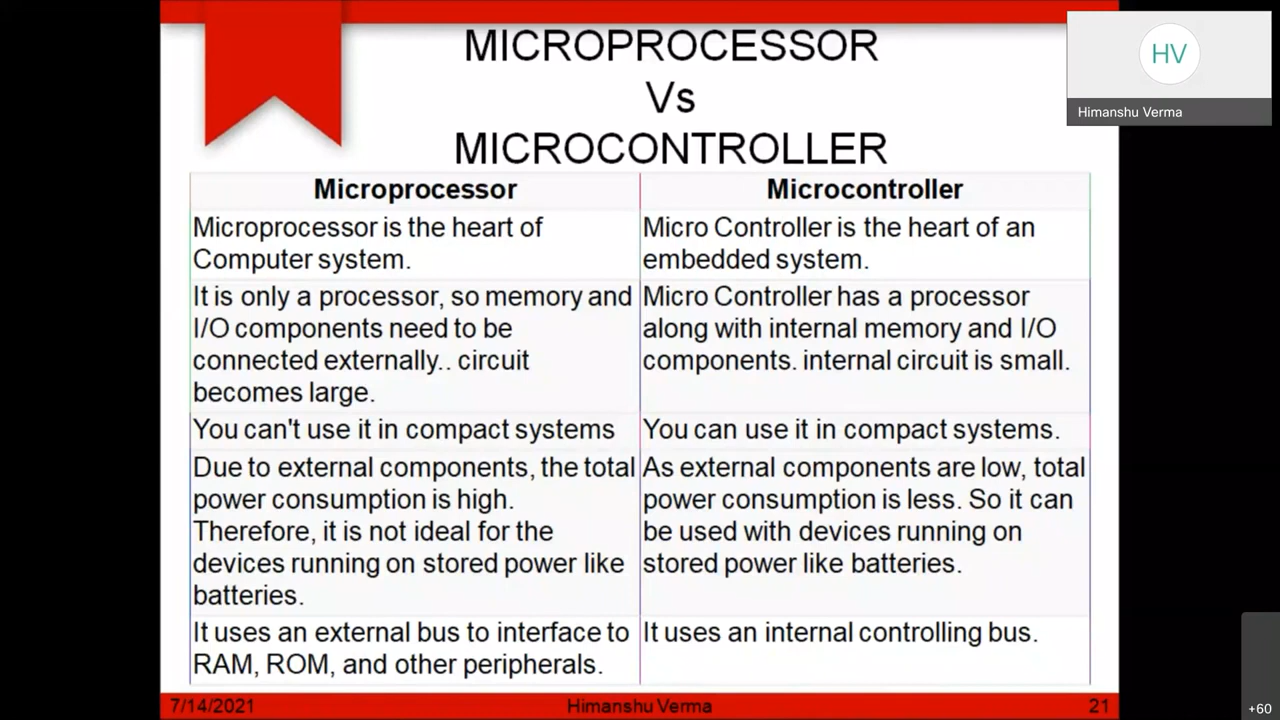 MICROPROCESSOR
Vs
MICROCONTROLLER
HV
Himanshu Verma
Microprocessor
Microcontroller
Microprocessor is the heart of
Computer system.
Micro Controller is the heart of an
embedded system.
It is only a processor, so memory and
I/O components need to be
connected externally.. circuit
becomes large.
Micro Controller has a processor
along with internal memory and I/O
components. internal circuit is small.
You can't use it in compact systems
You can use it in compact systems.
Due to external components, the total
power consumption is high.
Therefore, it is not ideal for the
devices running on stored power like
batteries.
As external components are low, total
power consumption is less. So it can
be used with devices running on
stored power like batteries.
It uses an external bus to interface to
RAM, ROM, and other peripherals.
It uses an internal controlling bus.
7/14/2021
Himanshu Verma
21
+60